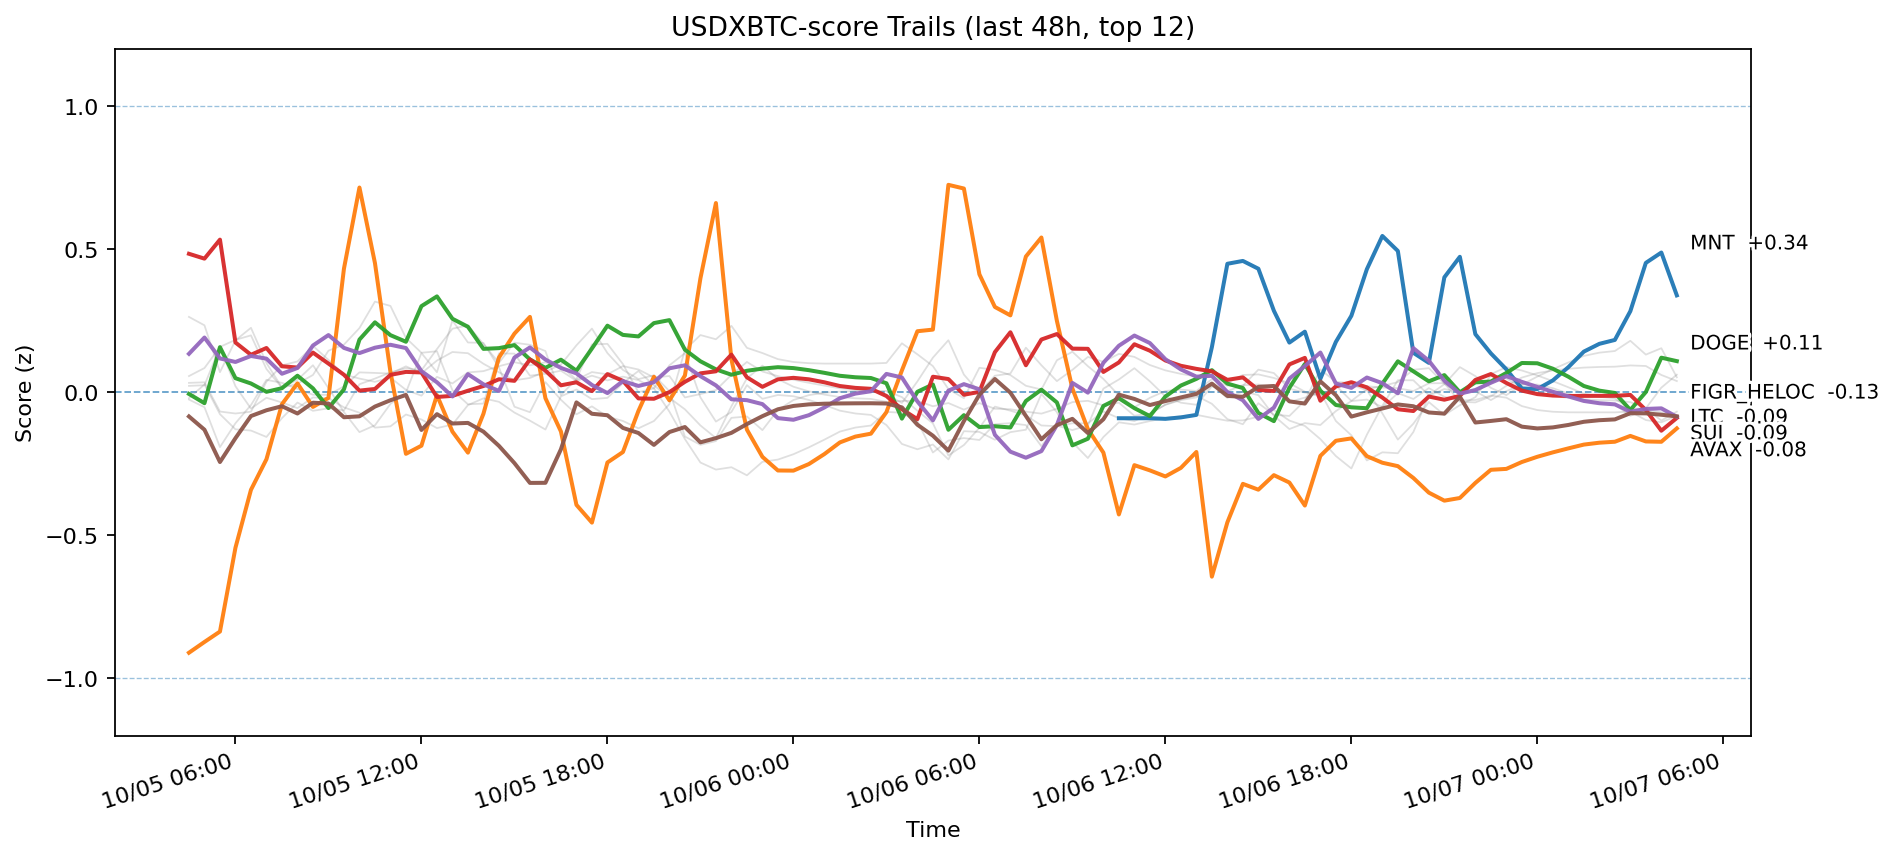 USDXBTC-score Trails (last 48h, top 12)
Score (z)
1.0
0.5
0.0
−0.5
−1.0
MNT +0.34
DOGE +0.11
FIGR_HELOC -0.13
LTC -0.09
SUI -0.09
AVAX -0.08
10/05 06:00
10/05 12:00
10/05 18:00
10/06 00:00
10/06 06:00
10/06 12:00
10/06 18:00
10/07 00:00
10/07 06:00
Time